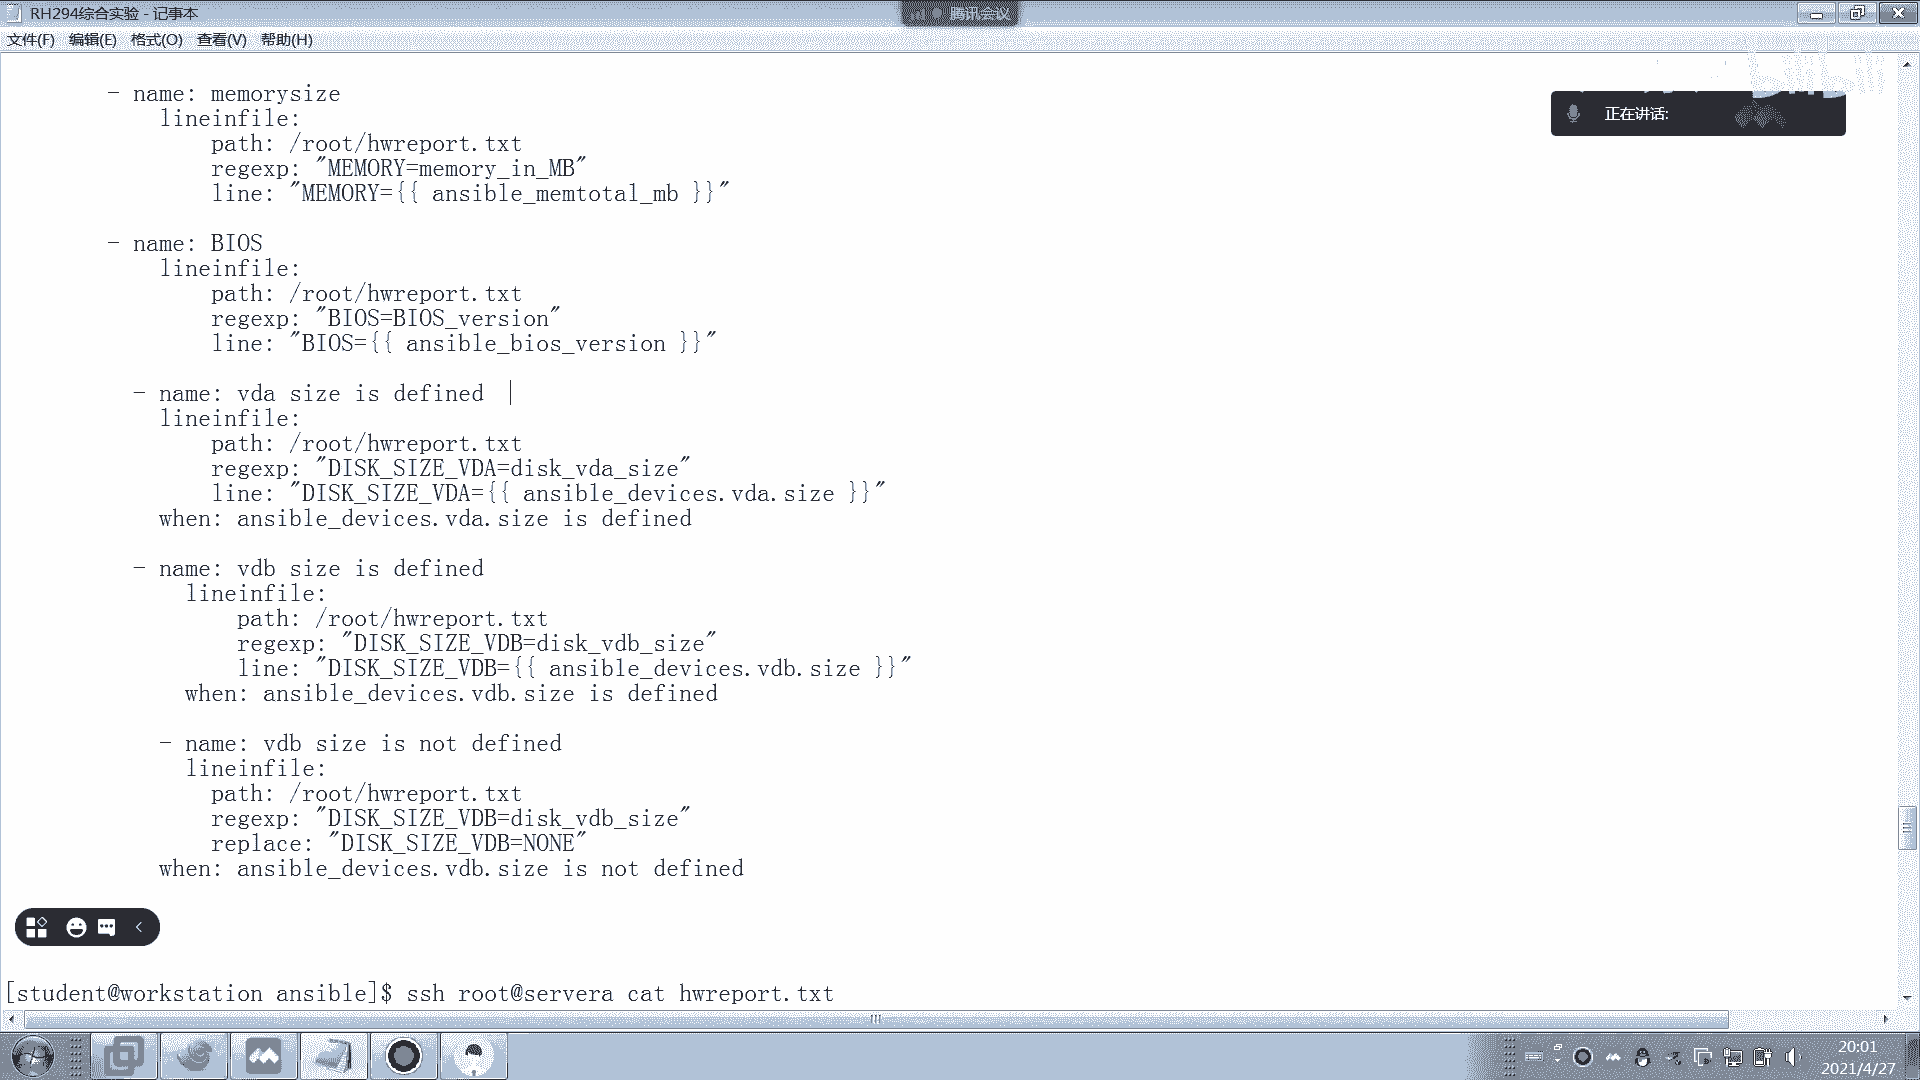 RH294综合实验 - 记事本
腾讯会议
文件(F) 编辑(E) 格式(O) 查看(V) 帮助(H)
bilibili
正在讲话:
- name: memorysize
lineinfile:
path: /root/hwreport.txt
regexp: "MEMORY=memory_in_MB"
line: "MEMORY={{ ansible_memtotal_mb }}"
- name: BIOS
lineinfile:
path: /root/hwreport.txt
regexp: "BIOS=BIOS_version"
line: "BIOS={{ ansible_bios_version }}"
- name: vda size is defined
lineinfile:
path: /root/hwreport.txt
regexp: "DISK_SIZE_VDA=disk_vda_size"
line: "DISK_SIZE_VDA={{ ansible_devices.vda.size }}"
when: ansible_devices.vda.size is defined
- name: vdb size is defined
lineinfile:
path: /root/hwreport.txt
regexp: "DISK_SIZE_VDB=disk_vdb_size"
line: "DISK_SIZE_VDB={{ ansible_devices.vdb.size }}"
when: ansible_devices.vdb.size is defined
- name: vdb size is not defined
lineinfile:
path: /root/hwreport.txt
regexp: "DISK_SIZE_VDB=disk_vdb_size"
replace: "DISK_SIZE_VDB=NONE"
when: ansible_devices.vdb.size is not defined
[student@workstation ansible]$ ssh root@servera cat hwreport.txt
20:01
2021/4/27